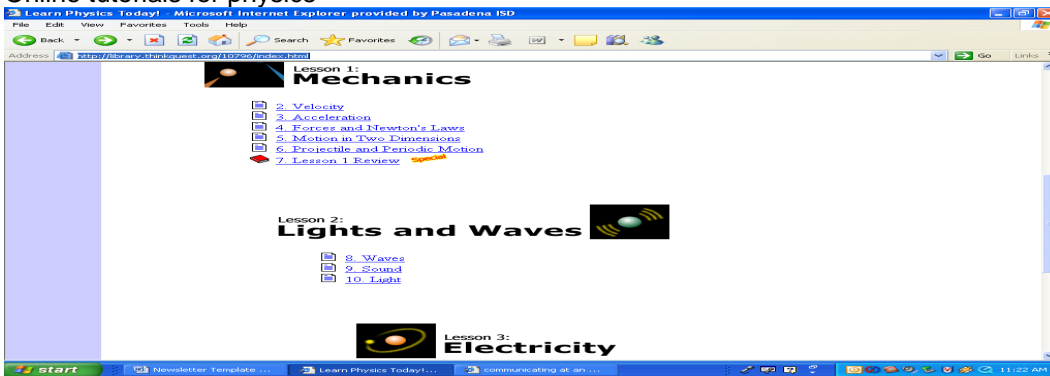 Online tutorials for physics
Learn Physics Today! - Microsoft Internet Explorer provided by Pasadena ISD
File Edit View Favorites Tools Help
Back Search Favorites
Address http://library.thinkquest.org/10796/index.html Go Links
Lesson 1:
Mechanics
2. Velocity
3. Acceleration
4. Forces and Newton's Laws
5. Motion in Two Dimensions
6. Projectile and Periodic Motion
7. Lesson 1 Review Special
Lesson 2:
Lights and Waves
8. Waves
9. Sound
10. Light
Lesson 3:
Electricity
start Newsletter Template ... Learn Physics Today!... communicating at an ... 11:22 AM